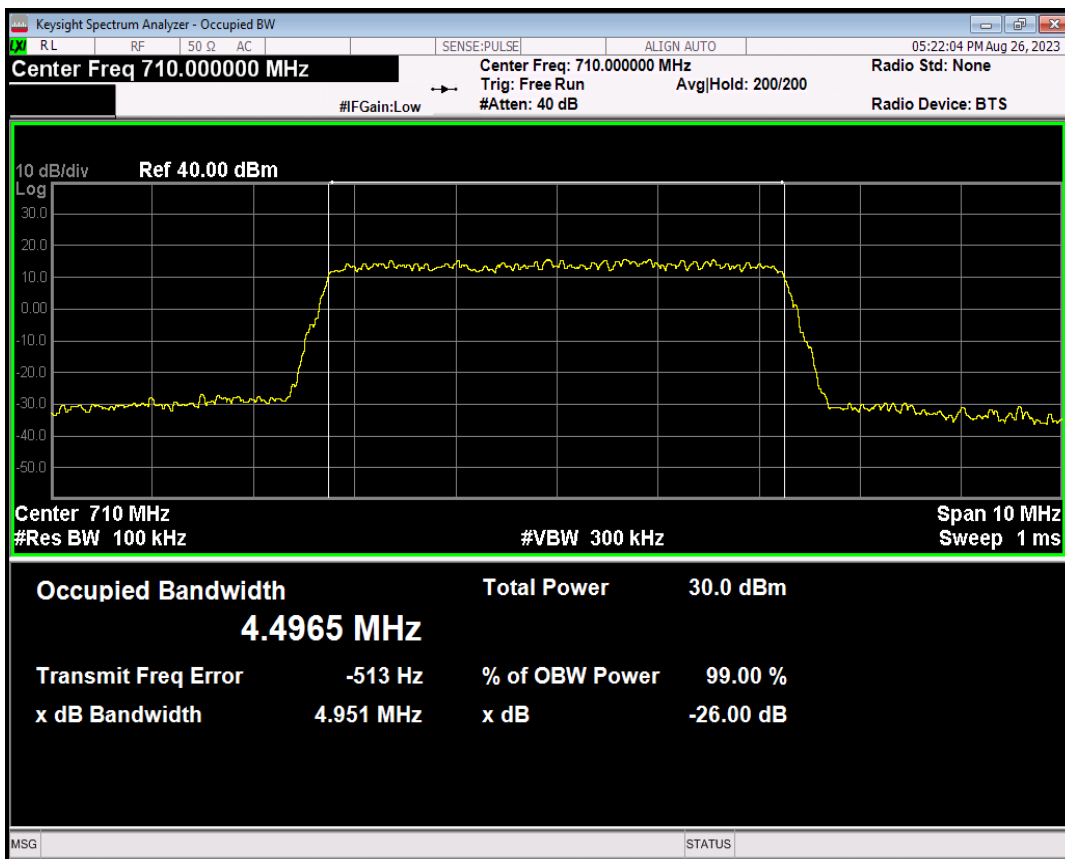 Keysight Spectrum Analyzer - Occupied BW
LXI RL RF 50 Ω AC SENSE:PULSE ALIGN AUTO 05:22:04 PM Aug 26, 2023
Center Freq 710.000000 MHz Center Freq: 710.000000 MHz Radio Std: None
Trig: Free Run Avg|Hold: 200/200
#IFGain:Low #Atten: 40 dB Radio Device: BTS
10 dB/div Ref 40.00 dBm
Log
30.0
20.0
10.0
0.00
-10.0
-20.0
-30.0
-40.0
-50.0
Center 710 MHz Span 10 MHz
#Res BW 100 kHz #VBW 300 kHz Sweep 1 ms
Occupied Bandwidth Total Power 30.0 dBm
4.4965 MHz
Transmit Freq Error -513 Hz % of OBW Power 99.00 %
x dB Bandwidth 4.951 MHz x dB -26.00 dB
MSG STATUS